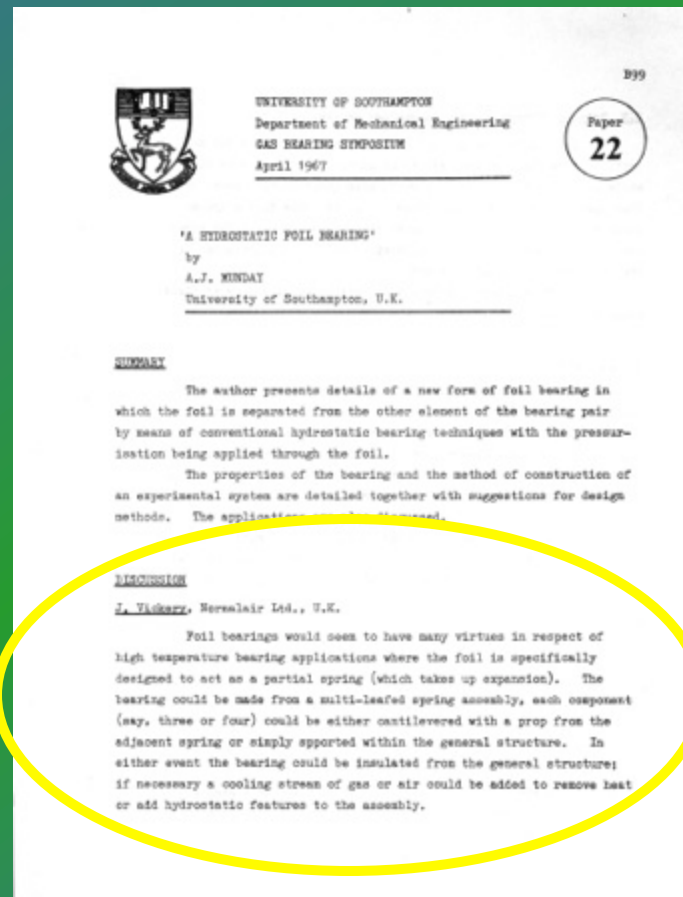 B99
UNIVERSITY OF SOUTHAMPTON
Department of Mechanical Engineering
GAS BEARING SYMPOSIUM
April 1967
Paper
22
'A HYDROSTATIC FOIL BEARING'
by
A.J. MUNDAY
University of Southampton, U.K.
SUMMARY
The author presents details of a new form of foil bearing in
which the foil is separated from the other element of the bearing pair
by means of conventional hydrostatic bearing techniques with the pressur-
isation being applied through the foil.
The properties of the bearing and the method of construction of
an experimental system are detailed together with suggestions for design
methods. The applications are also discussed.
DISCUSSION
J. Vickery, Normalair Ltd., U.K.
Foil bearings would seem to have many virtues in respect of
high temperature bearing applications where the foil is specifically
designed to act as a partial spring (which takes up expansion). The
bearing could be made from a multi-leafed spring assembly, each component
(say, three or four) could be either cantilevered with a prop from the
adjacent spring or simply spported within the general structure. In
either event the bearing could be insulated from the general structure;
if necessary a cooling stream of gas or air could be added to remove heat
or add hydrostatic features to the assembly.